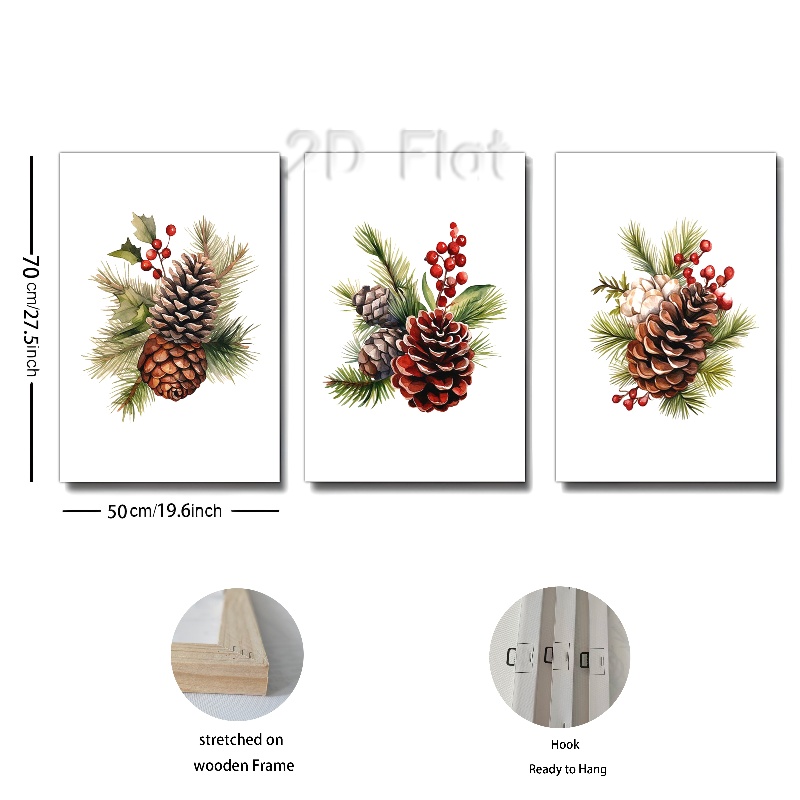 2D Flat
70 cm/27.5inch
50cm/19.6inch
stretched on
wooden Frame
Hook
Ready to Hang